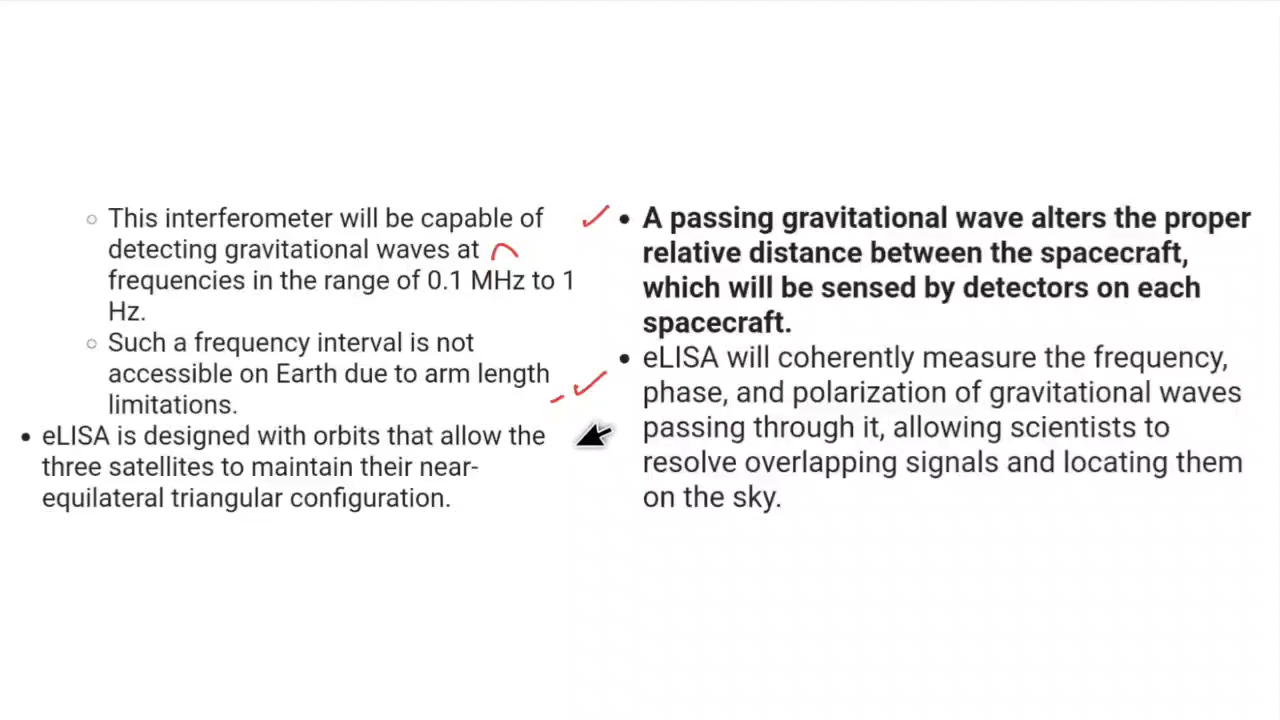 This interferometer will be capable of
detecting gravitational waves at
frequencies in the range of 0.1 MHz to 1
Hz.
Such a frequency interval is not
accessible on Earth due to arm length
limitations.
eLISA is designed with orbits that allow the
three satellites to maintain their near-
equilateral triangular configuration.
A passing gravitational wave alters the proper
relative distance between the spacecraft,
which will be sensed by detectors on each
spacecraft.
eLISA will coherently measure the frequency,
phase, and polarization of gravitational waves
passing through it, allowing scientists to
resolve overlapping signals and locating them
on the sky.